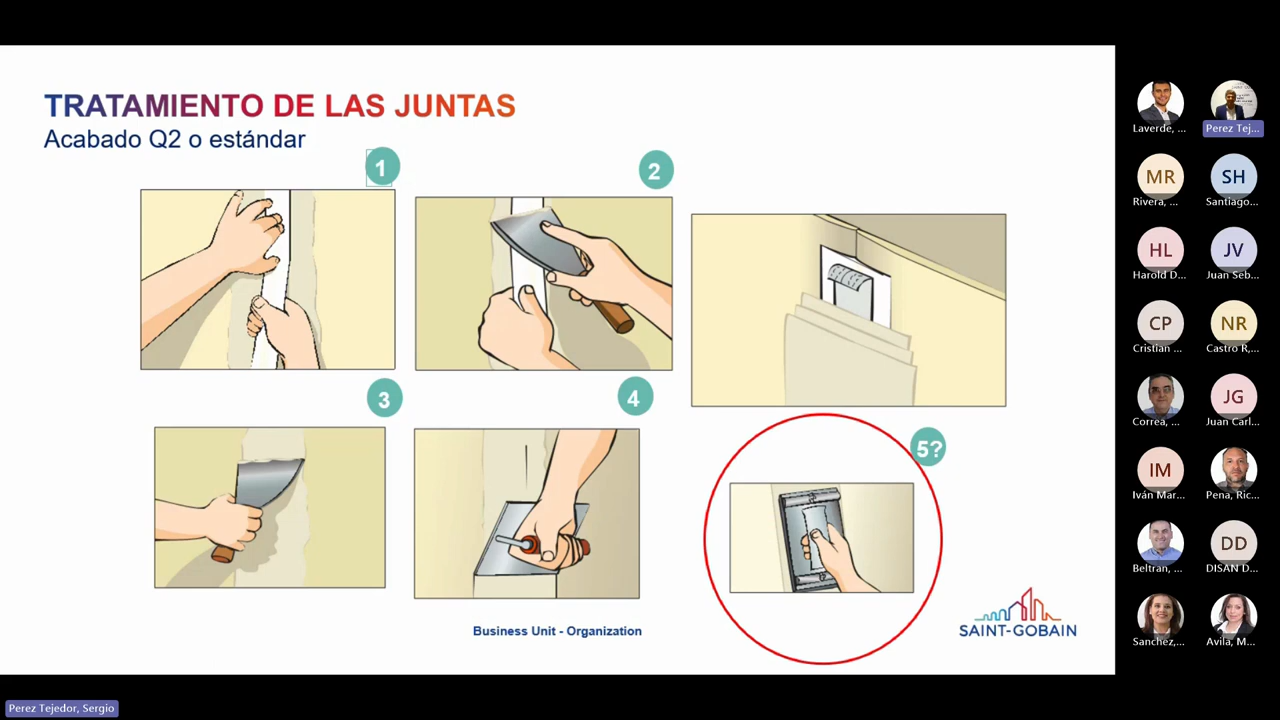 TRATAMIENTO DE LAS JUNTAS
Acabado Q2 o estándar
1
2
3
4
5?
Business Unit - Organization
SAINT-GOBAIN
Laverde, ...
Perez Tej...
MR
Rivera, ...
SH
Santiago...
HL
Harold D...
JV
Juan Seb...
CP
Cristian ...
NR
Castro R,...
Correa, ...
JG
Juan Carl...
IM
Iván Mar...
Pena, Ric...
Beltran, ...
DD
DISAN D...
Sanchez,...
Avila, M...
Perez Tejedor, Sergio